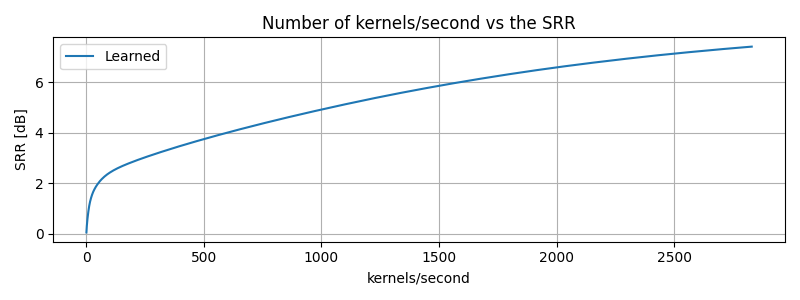 Number of kernels/second vs the SRR
Learned
SRR [dB]
6
4
2
0
0 500 1000 1500 2000 2500
kernels/second